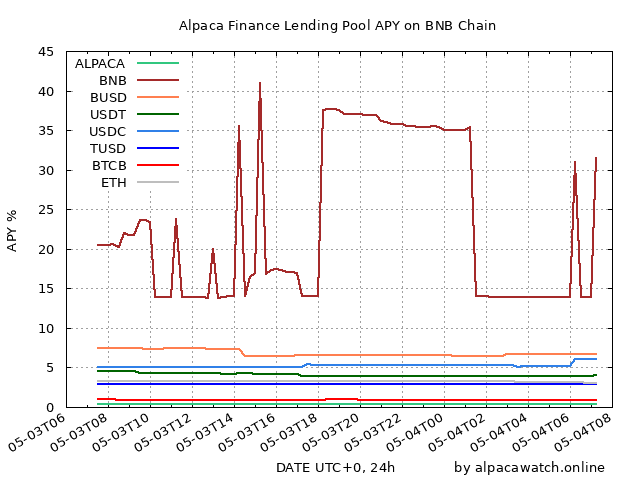 Alpaca Finance Lending Pool APY on BNB Chain
45
40
35
30
25
20
15
10
5
0
APY %
ALPACA
BNB
BUSD
USDT
USDC
TUSD
BTCB
ETH
05-03T06
05-03T08
05-03T10
05-03T12
05-03T14
05-03T16
05-03T18
05-03T20
05-03T22
05-04T00
05-04T02
05-04T04
05-04T06
05-04T08
DATE UTC+0, 24h
by alpacawatch.online